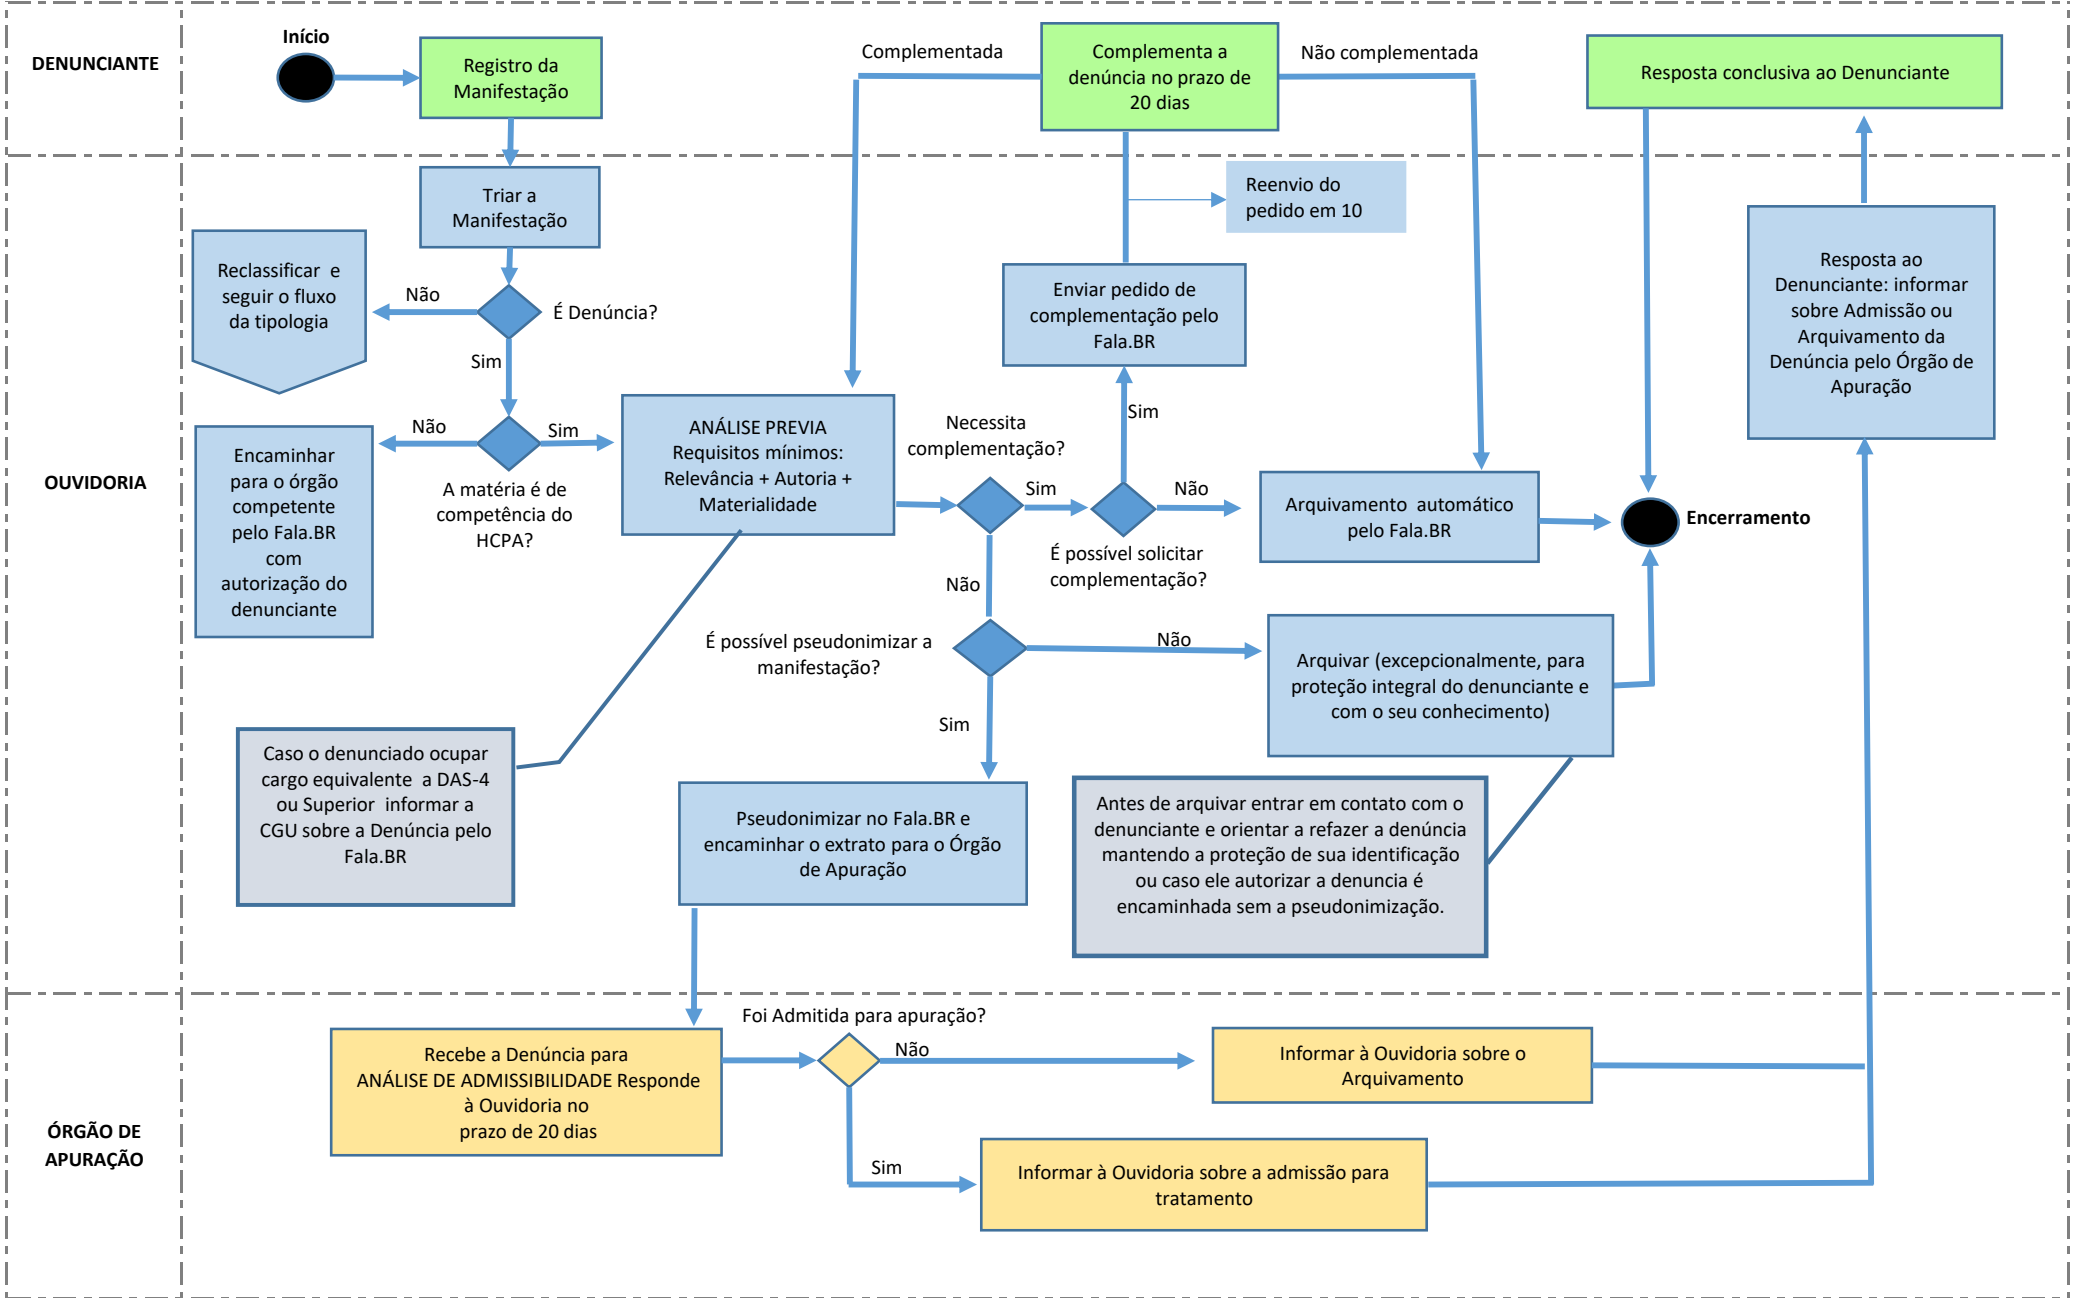 DENUNCIANTE
Início
Registro da
Manifestação
Complementada
Complementa a
denúncia no prazo de
20 dias
Não complementada
Resposta conclusiva ao Denunciante
OUVIDORIA
Triar a
Manifestação
Reenvio do
pedido em 10
Reclassificar e
seguir o fluxo
da tipologia
Não
É Denúncia?
Sim
Enviar pedido de
complementação pelo
Fala.BR
Resposta ao
Denunciante: informar
sobre Admissão ou
Arquivamento da
Denúncia pelo Órgão de
Apuração
Encaminhar
para o órgão
competente
pelo Fala.BR
com
autorização do
denunciante
Não
Sim
A matéria é de
competência do
HCPA?
ANÁLISE PREVIA
Requisitos mínimos:
Relevância + Autoria +
Materialidade
Necessita
complementação?
Sim
Sim
Não
É possível solicitar
complementação?
Arquivamento automático
pelo Fala.BR
Encerramento
Não
É possível pseudonimizar a
manifestação?
Não
Arquivar (excepcionalmente, para
proteção integral do denunciante e
com o seu conhecimento)
Sim
Caso o denunciado ocupar
cargo equivalente a DAS-4
ou Superior informar a
CGU sobre a Denúncia pelo
Fala.BR
Pseudonimizar no Fala.BR e
encaminhar o extrato para o Órgão
de Apuração
Antes de arquivar entrar em contato com o
denunciante e orientar a refazer a denúncia
mantendo a proteção de sua identificação
ou caso ele autorizar a denuncia é
encaminhada sem a pseudonimização.
ÓRGÃO DE
APURAÇÃO
Recebe a Denúncia para
ANÁLISE DE ADMISSIBILIDADE Responde
à Ouvidoria no
prazo de 20 dias
Foi Admitida para apuração?
Não
Informar à Ouvidoria sobre o
Arquivamento
Sim
Informar à Ouvidoria sobre a admissão para
tratamento